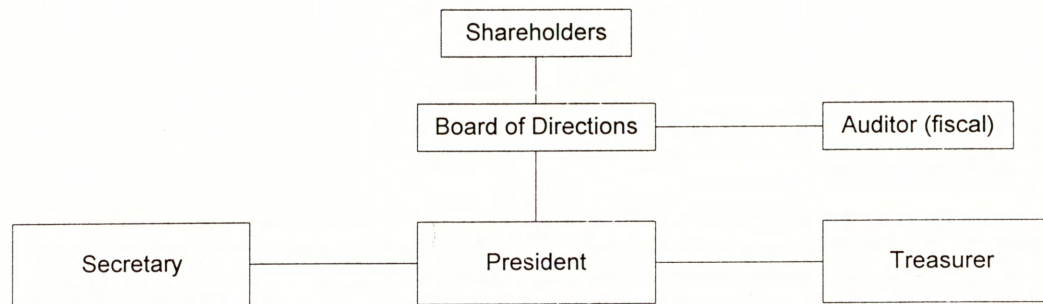 Shareholders
Board of Directions
Auditor (fiscal)
Secretary
President
Treasurer